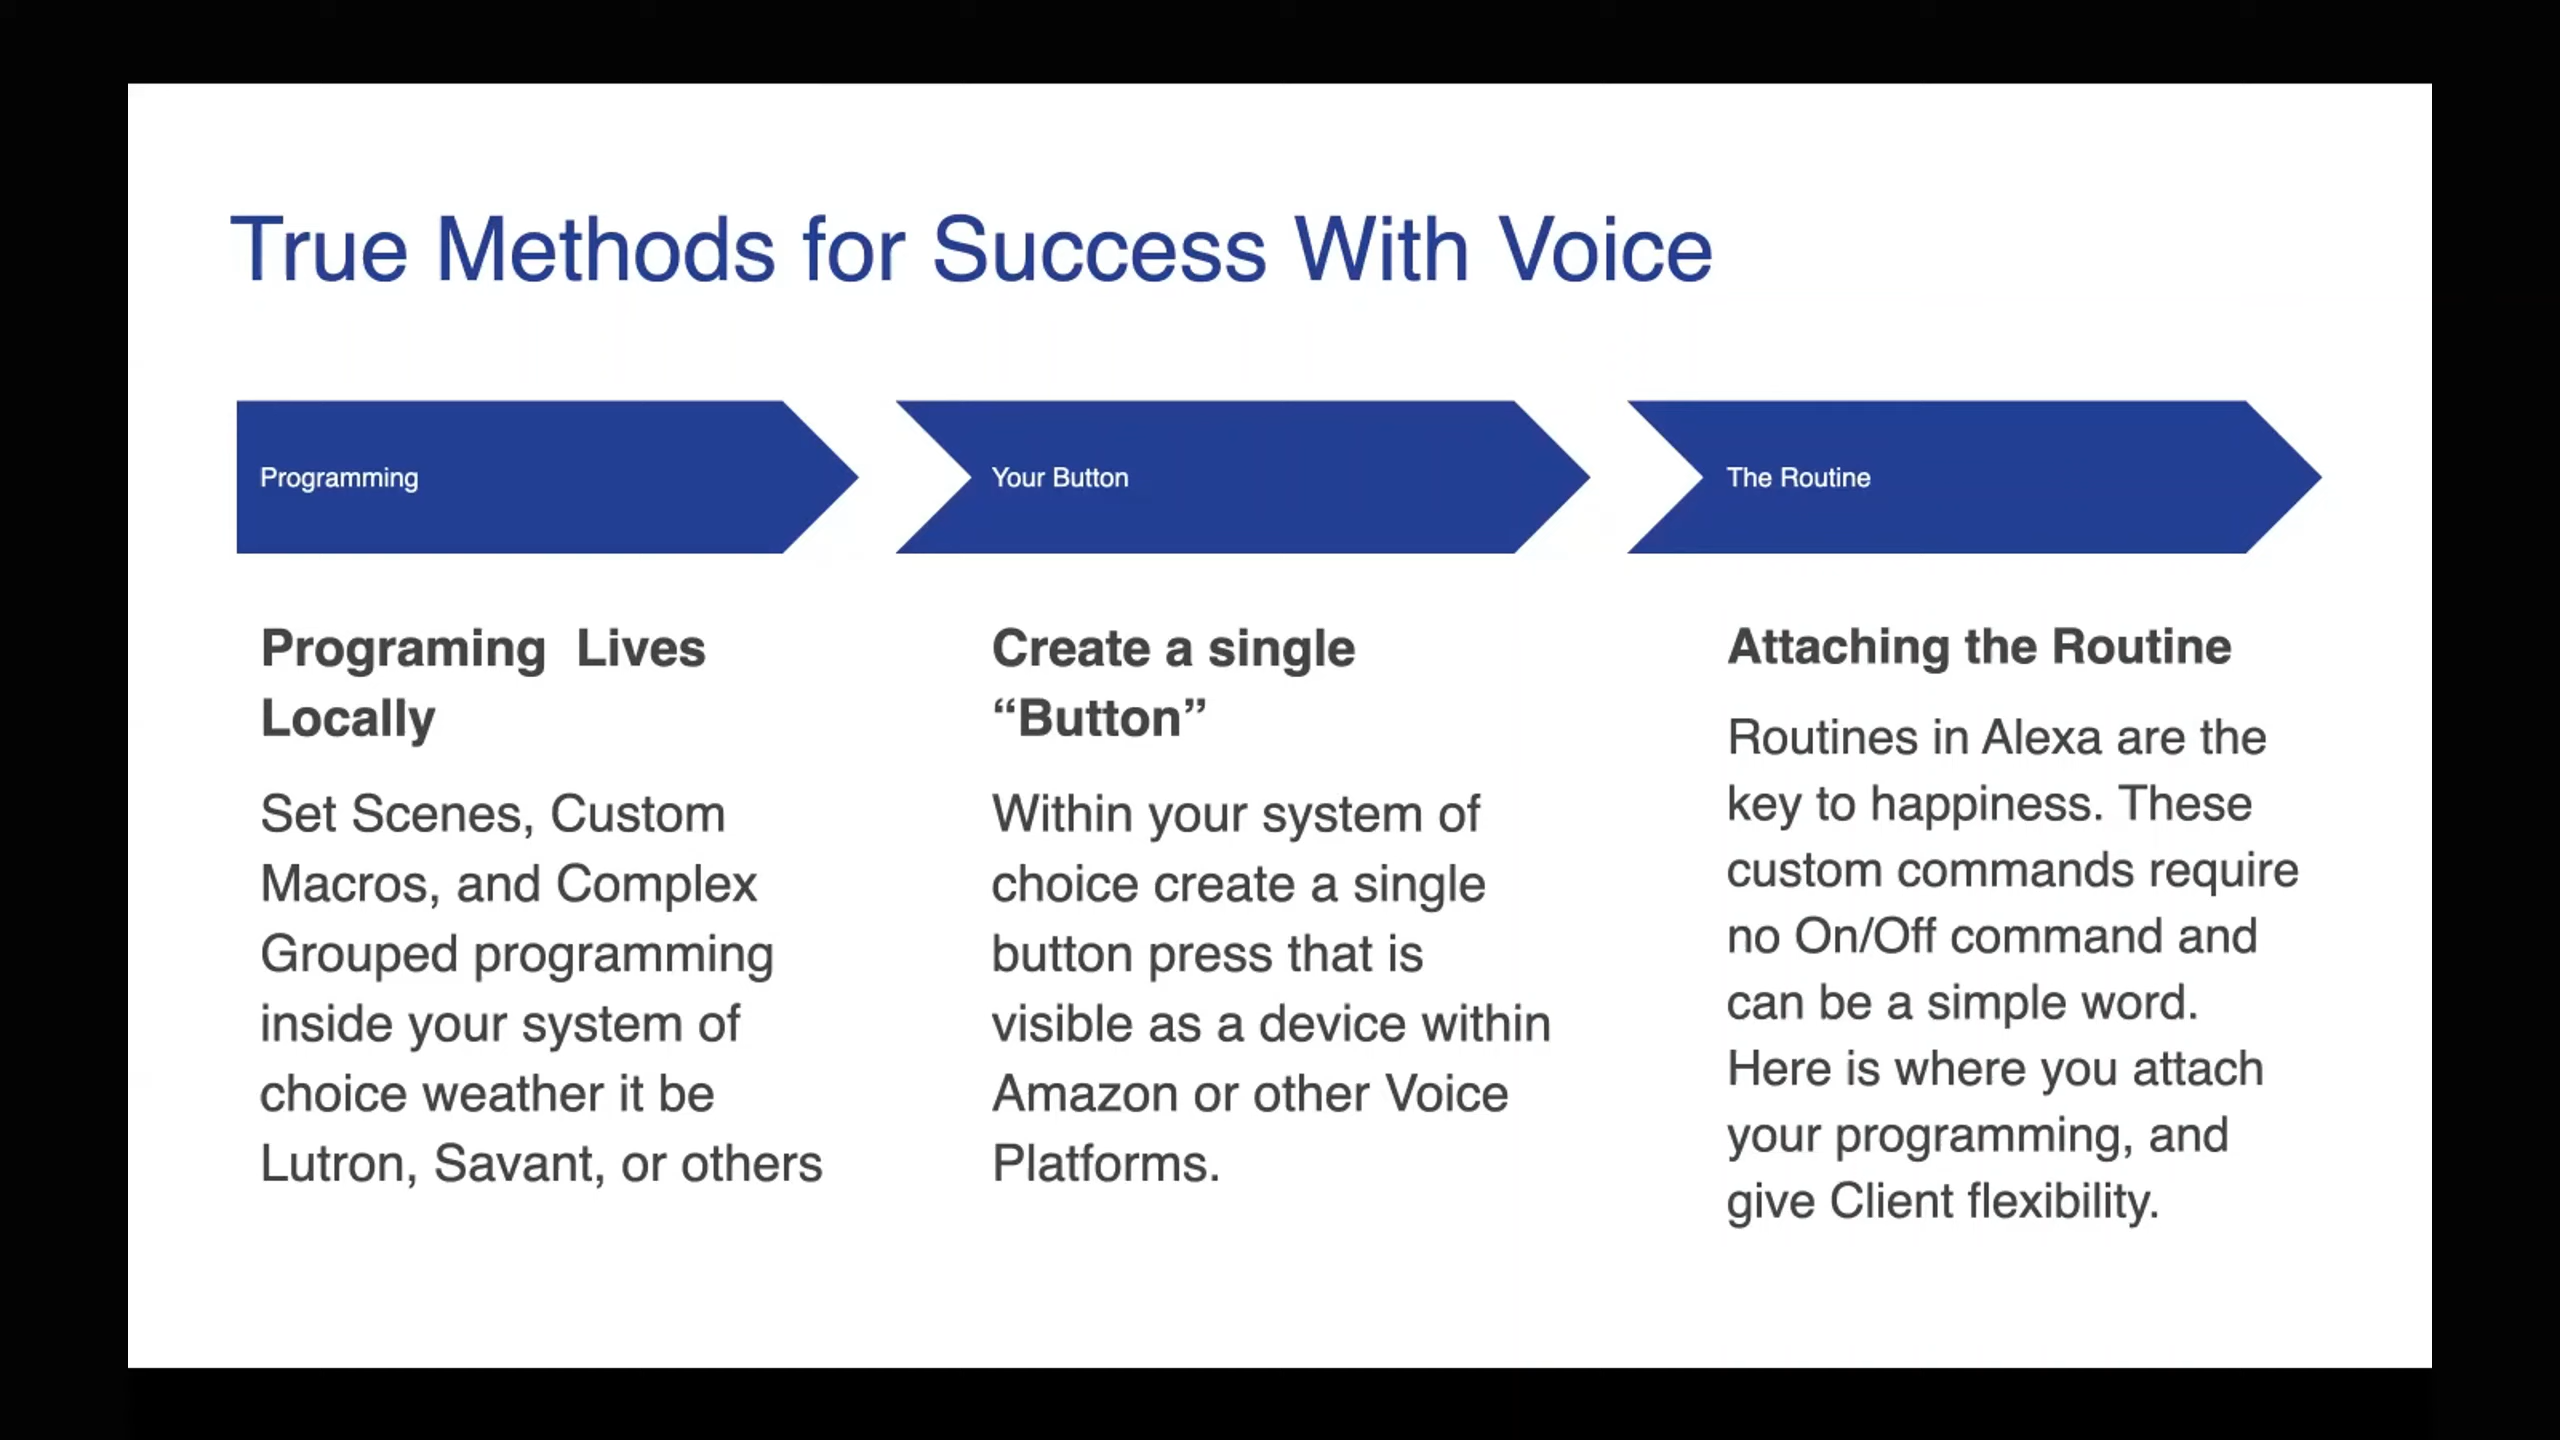 True Methods for Success With Voice
Programming
Your Button
The Routine
Programing  Lives
Locally
Set Scenes, Custom
Macros, and Complex
Grouped programming
inside your system of
choice weather it be
Lutron, Savant, or others
Create a single
“Button”
Within your system of
choice create a single
button press that is
visible as a device within
Amazon or other Voice
Platforms.
Attaching the Routine
Routines in Alexa are the
key to happiness. These
custom commands require
no On/Off command and
can be a simple word.
Here is where you attach
your programming, and
give Client flexibility.